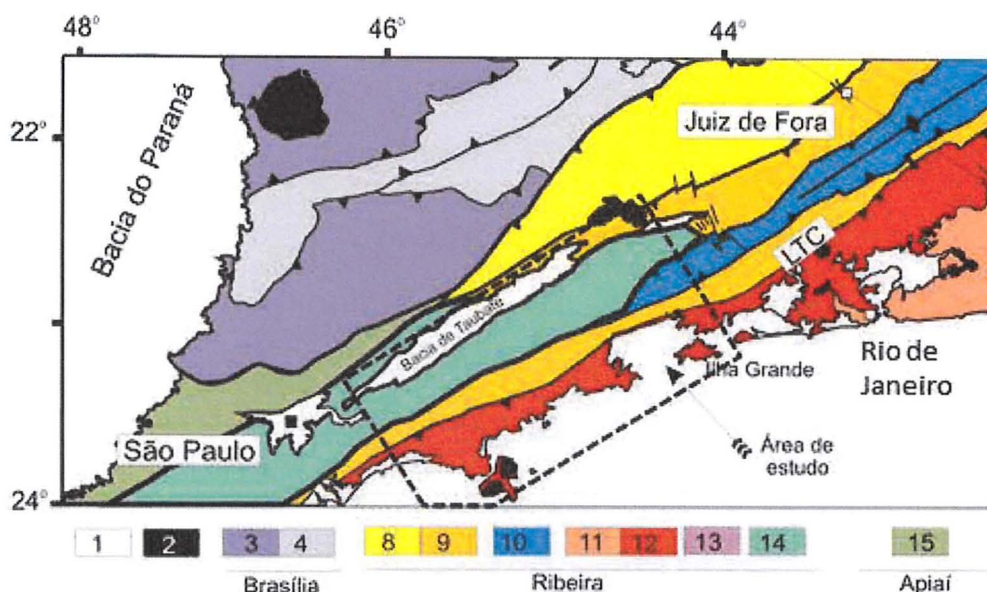 48° 46° 44°
22°
Juiz de Fora
Bacia do Paraná
LTC
Bacia de Taubaté
Ilha Grande
Rio de
Janeiro
São Paulo
Área de
estudo
24°
1 2 3 4 8 9 10 11 12 13 14 15
Brasília Ribeira Apiaí